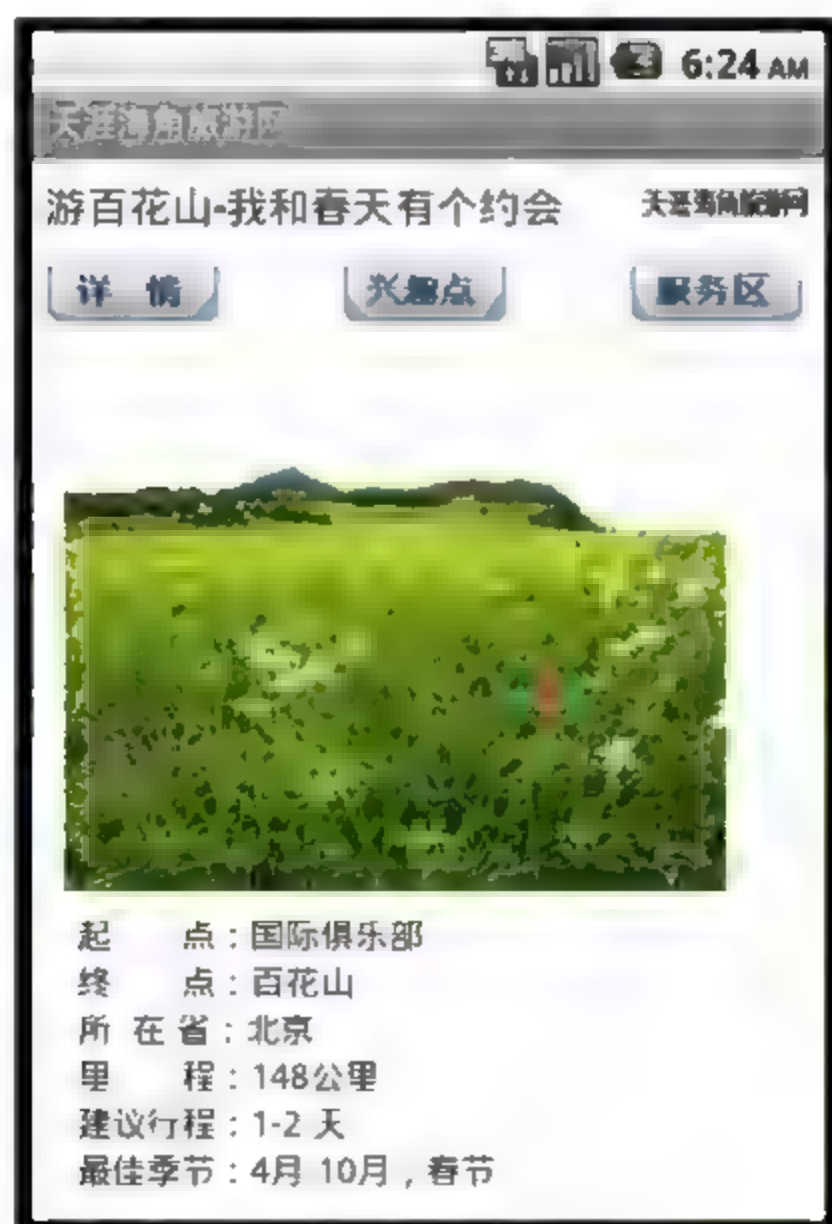 6:24 AM
天涯海角旅游网
游百花山-我和春天有个约会 天涯海角旅游网
详 情 兴趣点 服务区
起 点：国际俱乐部
终 点：百花山
所 在 省：北京
里 程：148公里
建议行程：1-2 天
最佳季节：4月 10月，春节